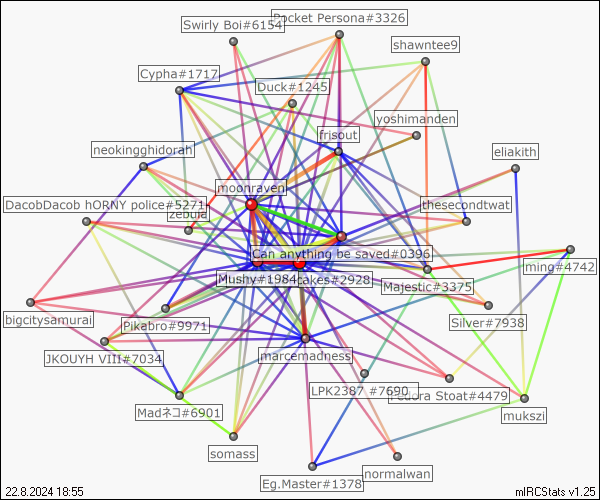 Pocket Persona#3326
Swirly Boi#6154
shawntee9
Cypha#1717
Duck#1245
yoshimanden
frisout
neokingghidorah
eliakith
moonraven
DacobDacob hORNY police#5271
thesecondtwat
zebula
Can anything be saved#0396
ming#4742
Mushy#1984
cakes#2928
Majestic#3375
bigcitysamurai
Pikabro#9971
Silver#7938
JKOUYH VIII#7034
marcemadness
LPK2387 #7690
Fedora Stoat#4479
Madネコ#6901
mukszi
somass
normalwan
Eg.Master#1378
22.8.2024 18:55
mIRCStats v1.25